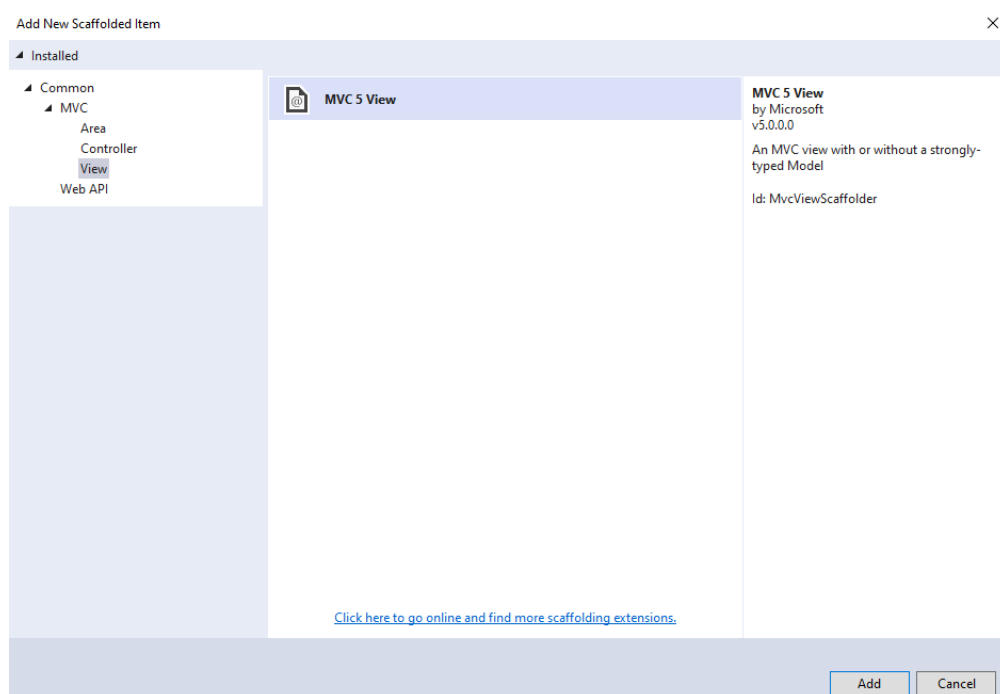 Add New Scaffolded Item
Installed
Common
MVC
Area
Controller
View
Web API
MVC 5 View
MVC 5 View
by Microsoft
v5.0.0.0
An MVC view with or without a strongly-
typed Model
Id: MvcViewScaffolder
Click here to go online and find more scaffolding extensions.
Add
Cancel